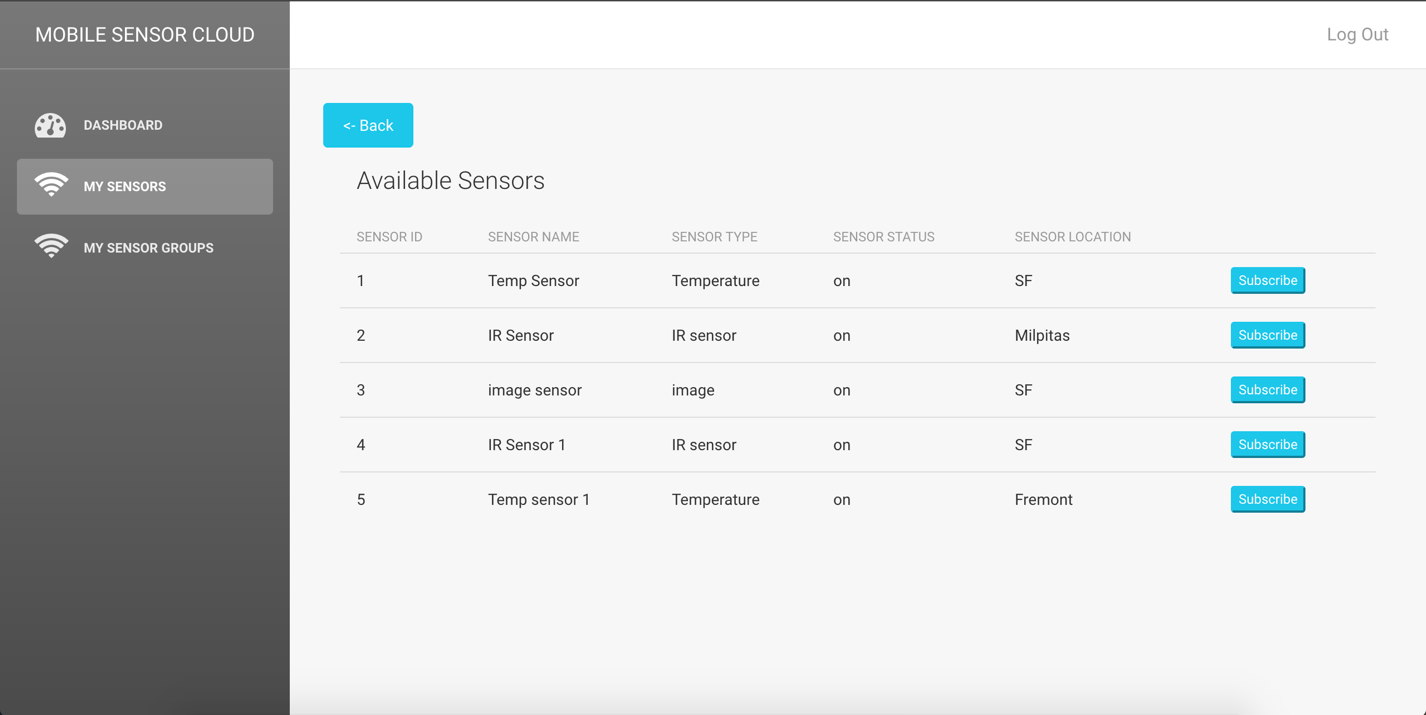 MOBILE SENSOR CLOUD
Log Out
DASHBOARD
MY SENSORS
MY SENSOR GROUPS
<- Back
Available Sensors
SENSOR ID SENSOR NAME SENSOR TYPE SENSOR STATUS SENSOR LOCATION
1 Temp Sensor Temperature on SF Subscribe
2 IR Sensor IR sensor on Milpitas Subscribe
3 image sensor image on SF Subscribe
4 IR Sensor 1 IR sensor on SF Subscribe
5 Temp sensor 1 Temperature on Fremont Subscribe